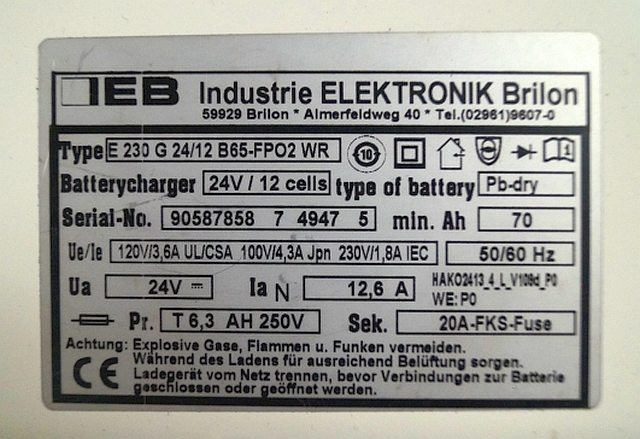 IEB Industrie ELEKTRONIK Brilon
59929 Brilon * Almerfeldweg 40 * Tel.(02961)9607-0
Type E 230 G 24/12 B65-FPO2 WR 10
Batterycharger 24V / 12 cells type of battery Pb-dry
Serial-No. 90587858 7 4947 5 min. Ah 70
Ue/Ie 120V/3,6A UL/CSA 100V/4,3A Jpn 230V/1,8A IEC 50/60 Hz
Ua 24V Ia N 12,6 A HAKO2413_4_L_V109d_P0
WE: P0
Pr. T 6,3 AH 250V Sek. 20A-FKS-Fuse
Achtung: Explosive Gase, Flammen u. Funken vermeiden.
Während des Ladens für ausreichend Belüftung sorgen.
CE Ladegerät vom Netz trennen, bevor Verbindungen zur Batterie
geschlossen oder geöffnet werden.